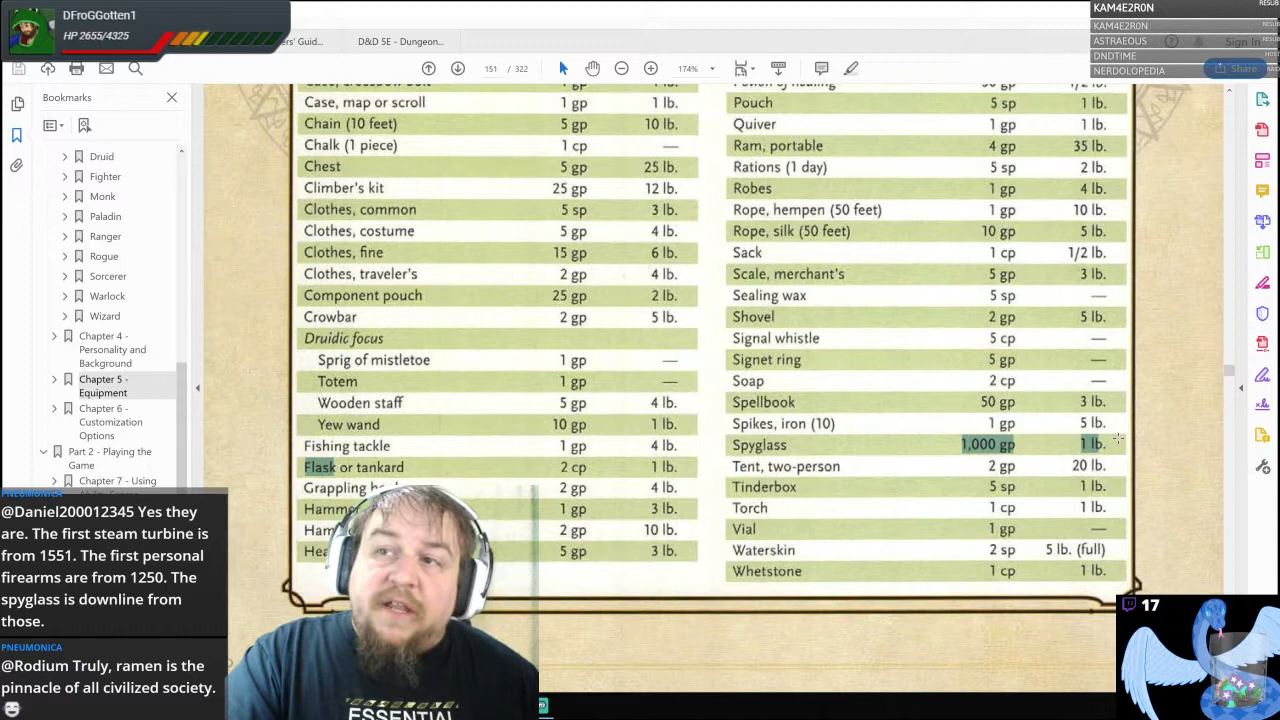 DFroGGotten1
HP 2655/4325
ers' Guid...
D&D 5E - Dungeon...
KAM4E2R0N
RESUB
KAM4E2R0N
RESUB
ASTRAEOUS
RESUB
DNDTIME
HOST
NERDOLOPEDIA
RAID
Sign In
Share
151
174%
Bookmarks
Druid
Fighter
Monk
Paladin
Ranger
Rogue
Sorcerer
Warlock
Wizard
Chapter 4 -
Personality and
Background
Chapter 5 -
Equipment
Chapter 6 -
Customization
Options
Part 2 - Playing the
Game
Chapter 7 - Using
Case, map or scroll 1 gp 1 lb.
Chain (10 feet) 5 gp 10 lb.
Chalk (1 piece) 1 cp —
Chest 5 gp 25 lb.
Climber's kit 25 gp 12 lb.
Clothes, common 5 sp 3 lb.
Clothes, costume 5 gp 4 lb.
Clothes, fine 15 gp 6 lb.
Clothes, traveler's 2 gp 4 lb.
Component pouch 25 gp 2 lb.
Crowbar 2 gp 5 lb.
Druidic focus
Sprig of mistletoe 1 gp —
Totem 1 gp —
Wooden staff 5 gp 4 lb.
Yew wand 10 gp 1 lb.
Fishing tackle 1 gp 4 lb.
Flask or tankard 2 cp 1 lb.
Grappling 2 gp 4 lb.
Hammer 1 gp 3 lb.
Ham 2 gp 10 lb.
Hea 5 gp 3 lb.
Pouch 5 sp 1 lb.
Quiver 1 gp 1 lb.
Ram, portable 4 gp 35 lb.
Rations (1 day) 5 sp 2 lb.
Robes 1 gp 4 lb.
Rope, hempen (50 feet) 1 gp 10 lb.
Rope, silk (50 feet) 10 gp 5 lb.
Sack 1 cp 1/2 lb.
Scale, merchant's 5 gp 3 lb.
Sealing wax 5 sp —
Shovel 2 gp 5 lb.
Signal whistle 5 cp —
Signet ring 5 gp —
Soap 2 cp —
Spellbook 50 gp 3 lb.
Spikes, iron (10) 1 gp 5 lb.
Spyglass 1,000 gp 1 lb.
Tent, two-person 2 gp 20 lb.
Tinderbox 5 sp 1 lb.
Torch 1 cp 1 lb.
Vial 1 gp —
Waterskin 2 sp 5 lb. (full)
Whetstone 1 cp 1 lb.
PNEUMONICA
@Daniel200012345 Yes they
are. The first steam turbine is
from 1551. The first personal
firearms are from 1250. The
spyglass is downline from
those.
PNEUMONICA
@Rodium Truly, ramen is the
pinnacle of all civilized society.
ESSENTIAL
17